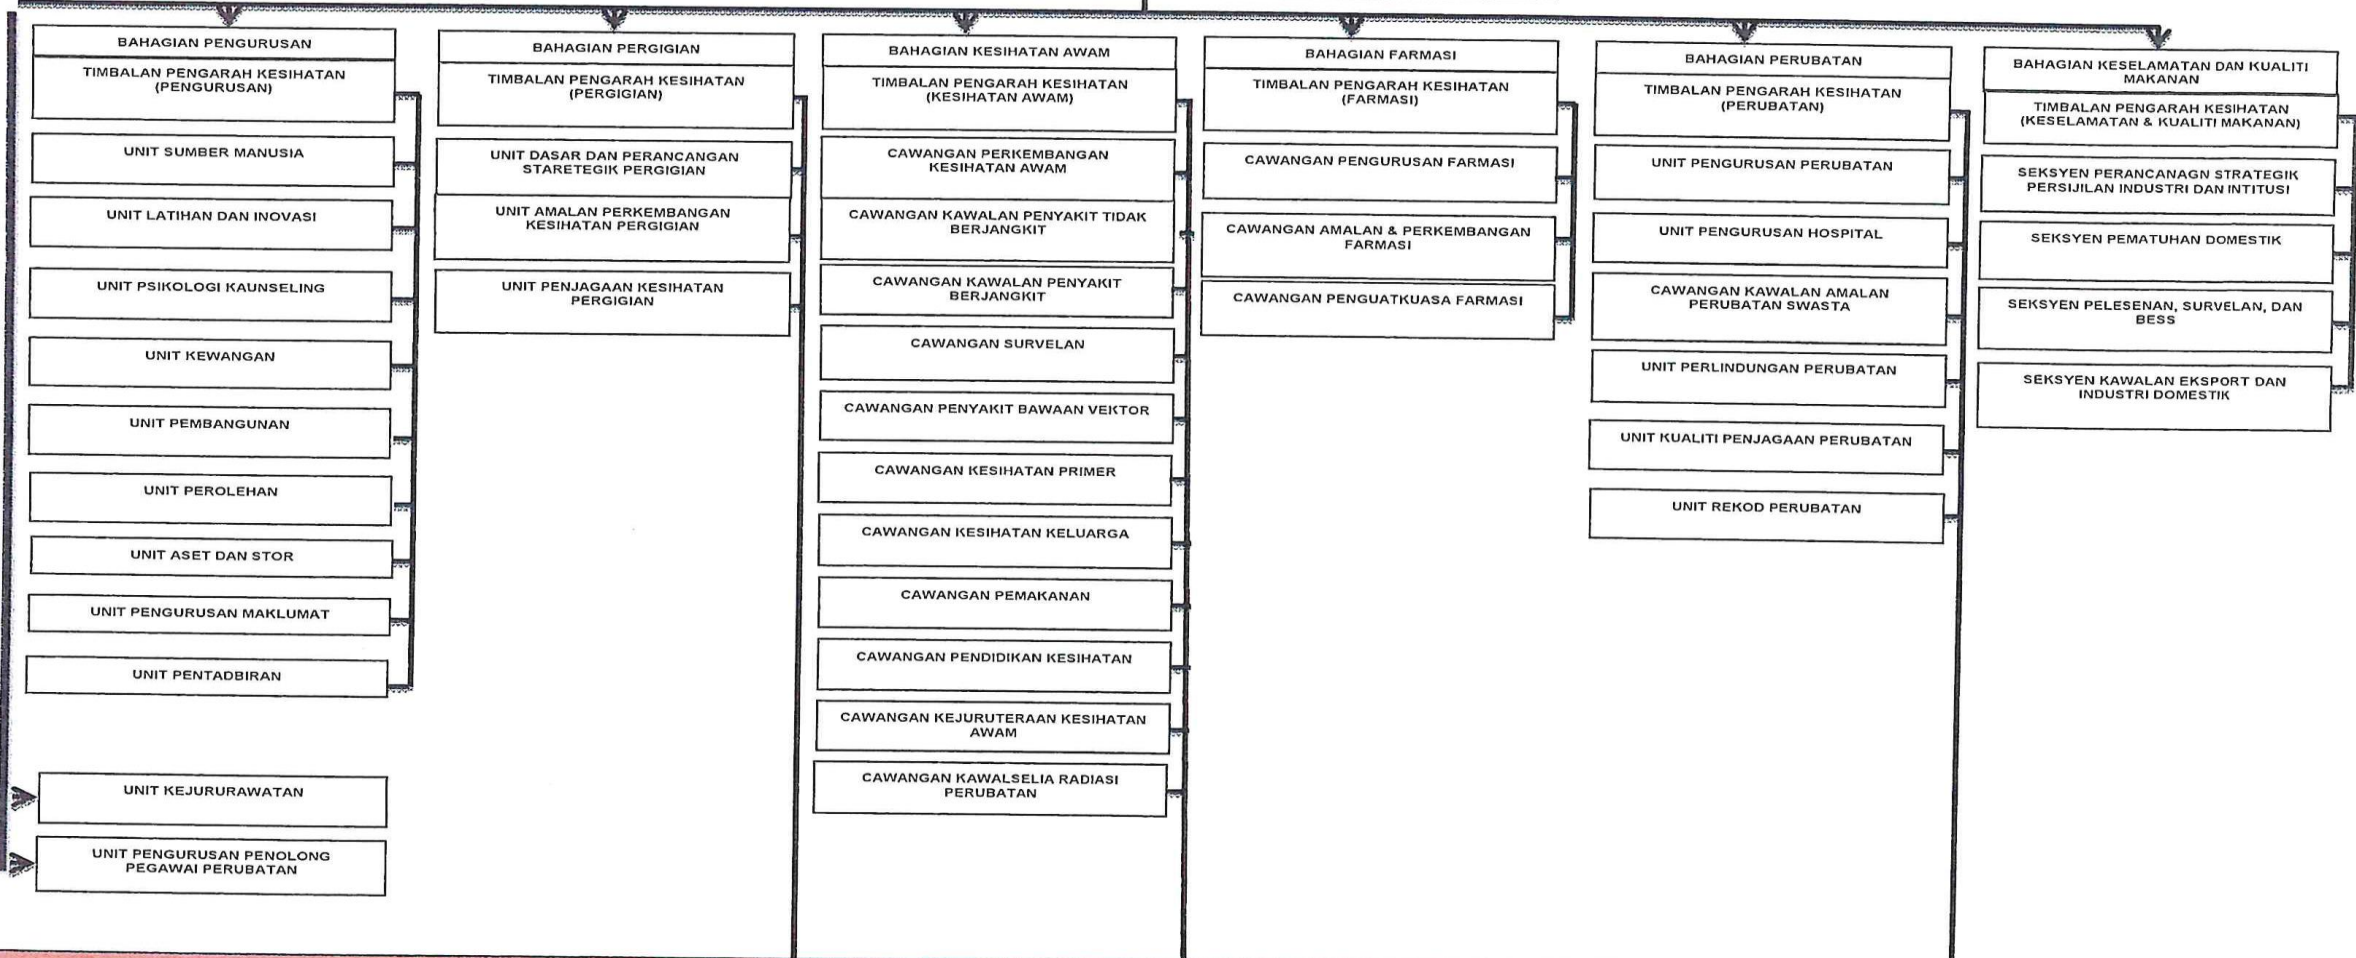 BAHAGIAN PENGURUSAN
TIMBALAN PENGARAH KESIHATAN
(PENGURUSAN)
UNIT SUMBER MANUSIA
UNIT LATIHAN DAN INOVASI
UNIT PSIKOLOGI KAUNSELING
UNIT KEWANGAN
UNIT PEMBANGUNAN
UNIT PEROLEHAN
UNIT ASET DAN STOR
UNIT PENGURUSAN MAKLUMAT
UNIT PENTADBIRAN
UNIT KEJURURAWATAN
UNIT PENGURUSAN PENOLONG
PEGAWAI PERUBATAN
BAHAGIAN PERGIGIAN
TIMBALAN PENGARAH KESIHATAN
(PERGIGIAN)
UNIT DASAR DAN PERANCANGAN
STARETEGIK PERGIGIAN
UNIT AMALAN PERKEMBANGAN
KESIHATAN PERGIGIAN
UNIT PENJAGAAN KESIHATAN
PERGIGIAN
BAHAGIAN KESIHATAN AWAM
TIMBALAN PENGARAH KESIHATAN
(KESIHATAN AWAM)
CAWANGAN PERKEMBANGAN
KESIHATAN AWAM
CAWANGAN KAWALAN PENYAKIT TIDAK
BERJANGKIT
CAWANGAN KAWALAN PENYAKIT
BERJANGKIT
CAWANGAN SURVELAN
CAWANGAN PENYAKIT BAWAAN VEKTOR
CAWANGAN KESIHATAN PRIMER
CAWANGAN KESIHATAN KELUARGA
CAWANGAN PEMAKANAN
CAWANGAN PENDIDIKAN KESIHATAN
CAWANGAN KEJURUTERAAN KESIHATAN
AWAM
CAWANGAN KAWALSELIA RADIASI
PERUBATAN
BAHAGIAN FARMASI
TIMBALAN PENGARAH KESIHATAN
(FARMASI)
CAWANGAN PENGURUSAN FARMASI
CAWANGAN AMALAN & PERKEMBANGAN
FARMASI
CAWANGAN PENGUATKUASA FARMASI
BAHAGIAN PERUBATAN
TIMBALAN PENGARAH KESIHATAN
(PERUBATAN)
UNIT PENGURUSAN PERUBATAN
UNIT PENGURUSAN HOSPITAL
CAWANGAN KAWALAN AMALAN
PERUBATAN SWASTA
UNIT PERLINDUNGAN PERUBATAN
UNIT KUALITI PENJAGAAN PERUBATAN
UNIT REKOD PERUBATAN
BAHAGIAN KESELAMATAN DAN KUALITI
MAKANAN
TIMBALAN PENGARAH KESIHATAN
(KESELAMATAN & KUALITI MAKANAN)
SEKSYEN PERANCANAGN STRATEGIK
PERSIJILAN INDUSTRI DAN INTITUSI
SEKSYEN PEMATUHAN DOMESTIK
SEKSYEN PELESENAN, SURVELAN, DAN
BESS
SEKSYEN KAWALAN EKSPORT DAN
INDUSTRI DOMESTIK